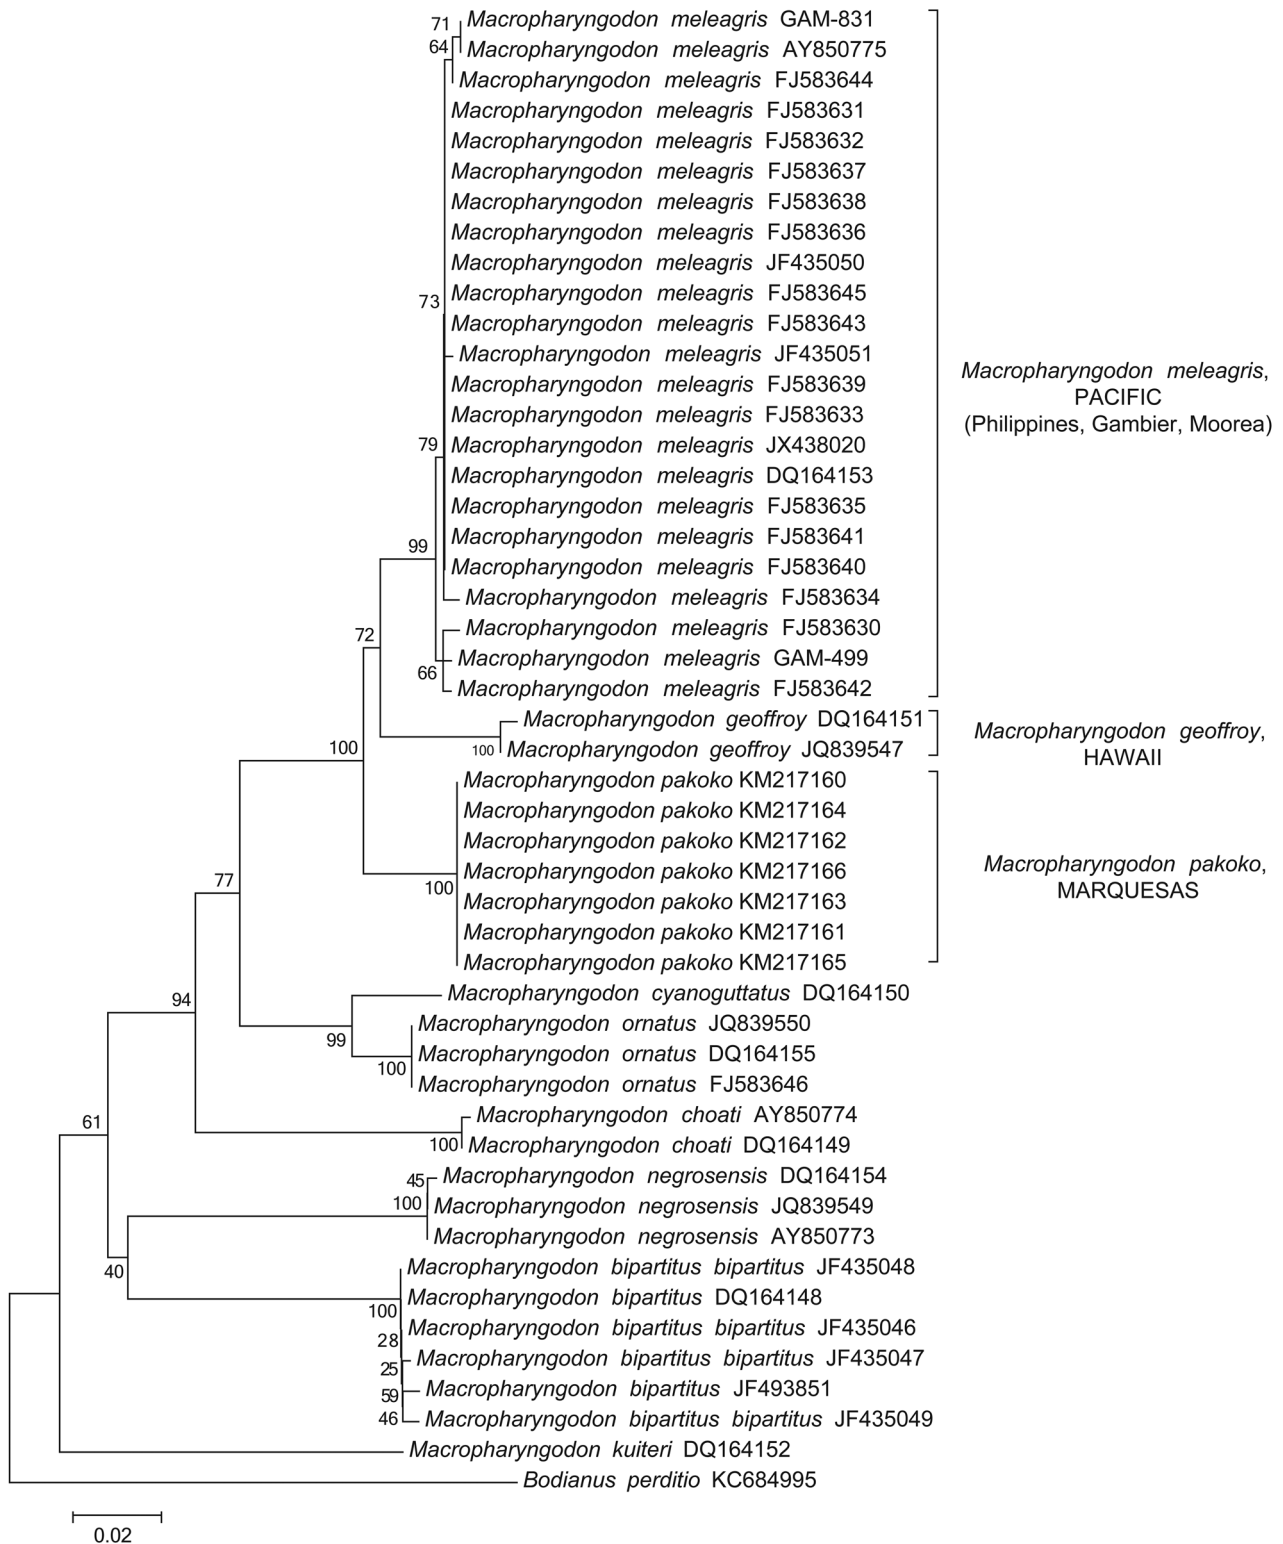 71
64
Macropharyngodon meleagris GAM-831
Macropharyngodon meleagris AY850775
Macropharyngodon meleagris FJ583644
Macropharyngodon meleagris FJ583631
Macropharyngodon meleagris FJ583632
Macropharyngodon meleagris FJ583637
Macropharyngodon meleagris FJ583638
Macropharyngodon meleagris FJ583636
Macropharyngodon meleagris JF435050
Macropharyngodon meleagris FJ583645
73
Macropharyngodon meleagris FJ583643
Macropharyngodon meleagris JF435051
Macropharyngodon meleagris FJ583639
Macropharyngodon meleagris FJ583633
79
Macropharyngodon meleagris JX438020
Macropharyngodon meleagris DQ164153
Macropharyngodon meleagris FJ583635
Macropharyngodon meleagris FJ583641
99
Macropharyngodon meleagris FJ583640
Macropharyngodon meleagris FJ583634
Macropharyngodon meleagris FJ583630
72
Macropharyngodon meleagris GAM-499
66
Macropharyngodon meleagris FJ583642
Macropharyngodon meleagris,
PACIFIC
(Philippines, Gambier, Moorea)
Macropharyngodon geoffroy DQ164151
100
100
Macropharyngodon geoffroy JQ839547
Macropharyngodon geoffroy,
HAWAII
Macropharyngodon pakoko KM217160
Macropharyngodon pakoko KM217164
Macropharyngodon pakoko KM217162
Macropharyngodon pakoko KM217166
77
100
Macropharyngodon pakoko KM217163
Macropharyngodon pakoko KM217161
Macropharyngodon pakoko KM217165
Macropharyngodon pakoko,
MARQUESAS
94
Macropharyngodon cyanoguttatus DQ164150
Macropharyngodon ornatus JQ839550
99
Macropharyngodon ornatus DQ164155
100
Macropharyngodon ornatus FJ583646
61
Macropharyngodon choati AY850774
100
Macropharyngodon choati DQ164149
45
Macropharyngodon negrosensis DQ164154
100
Macropharyngodon negrosensis JQ839549
Macropharyngodon negrosensis AY850773
40
Macropharyngodon bipartitus bipartitus JF435048
Macropharyngodon bipartitus DQ164148
100
Macropharyngodon bipartitus bipartitus JF435046
28
Macropharyngodon bipartitus bipartitus JF435047
25
Macropharyngodon bipartitus JF493851
59
46
Macropharyngodon bipartitus bipartitus JF435049
Macropharyngodon kuiteri DQ164152
Bodianus perditio KC684995
0.02